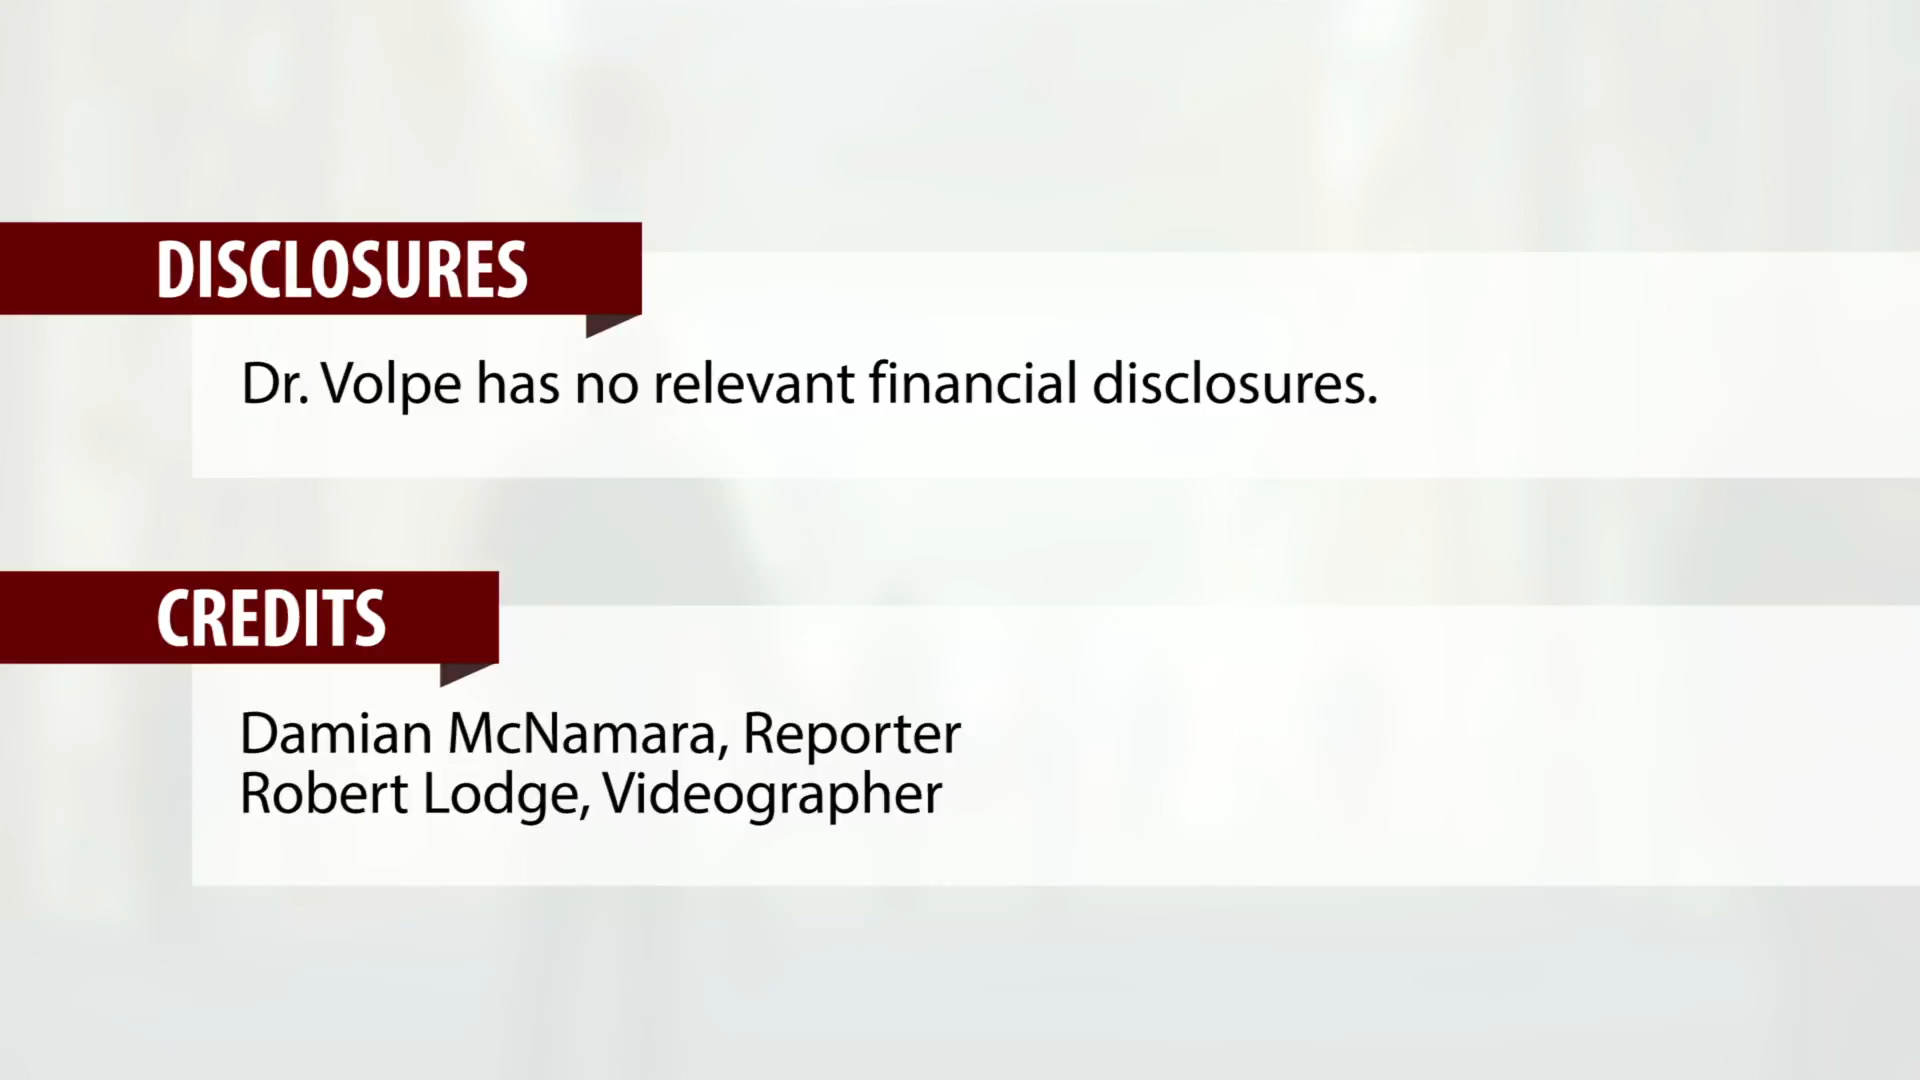 DISCLOSURES
Dr. Volpe has no relevant financial disclosures.
CREDITS
Damian McNamara, Reporter
Robert Lodge, Videographer